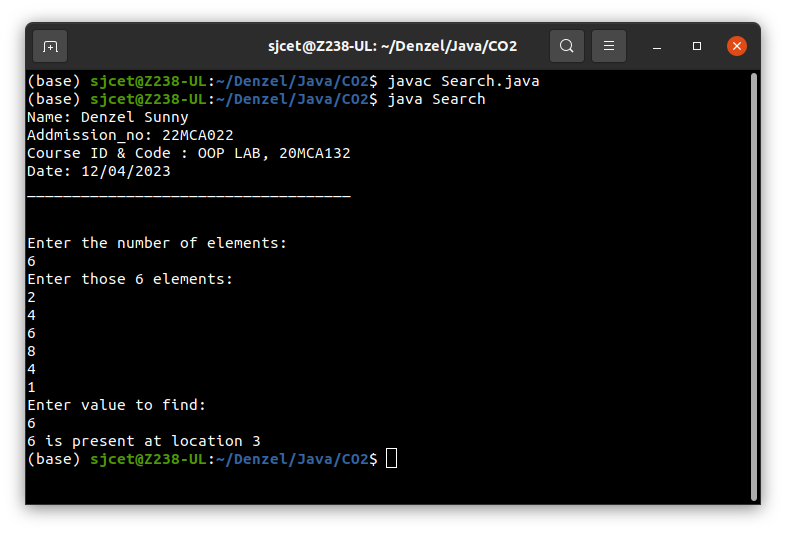 sjcet@Z238-UL: ~/Denzel/Java/CO2
(base) sjcet@Z238-UL:~/Denzel/Java/CO2$ javac Search.java
(base) sjcet@Z238-UL:~/Denzel/Java/CO2$ java Search
Name: Denzel Sunny
Addmission_no: 22MCA022
Course ID & Code : OOP LAB, 20MCA132
Date: 12/04/2023
____________________________________
Enter the number of elements:
6
Enter those 6 elements:
2
4
6
8
4
1
Enter value to find:
6
6 is present at location 3
(base) sjcet@Z238-UL:~/Denzel/Java/CO2$